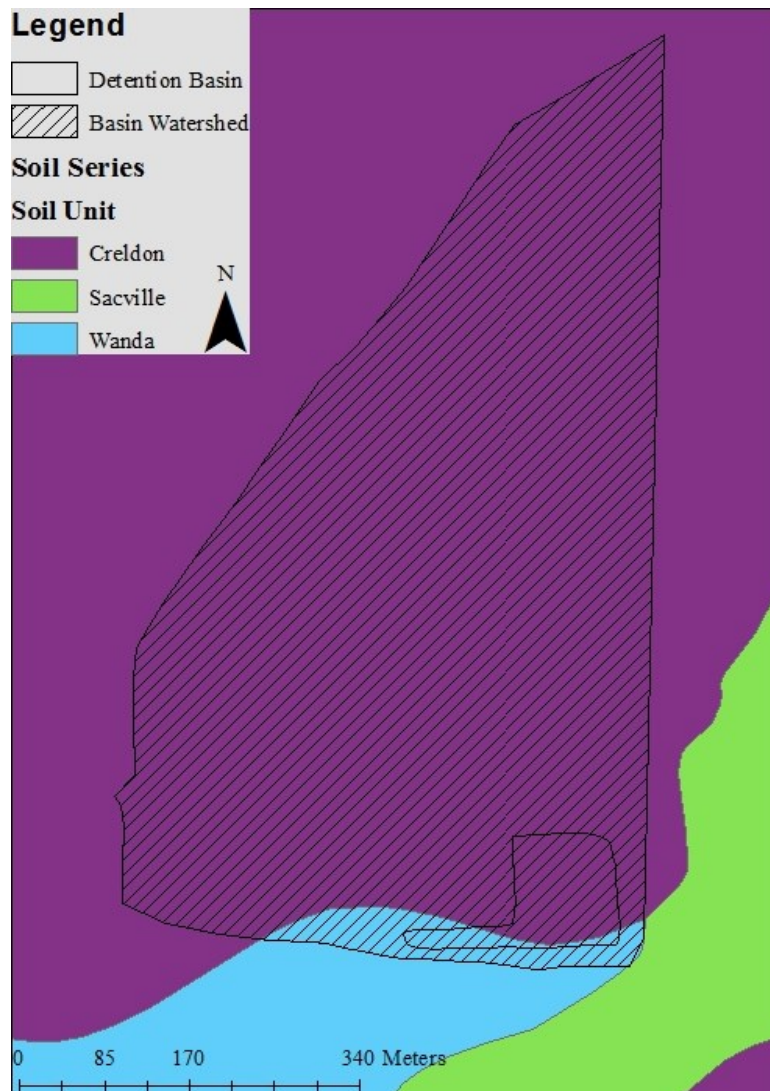 Legend
Detention Basin
Basin Watershed
Soil Series
Soil Unit
Creldon
Sacville
Wanda
N
0 85 170 340 Meters